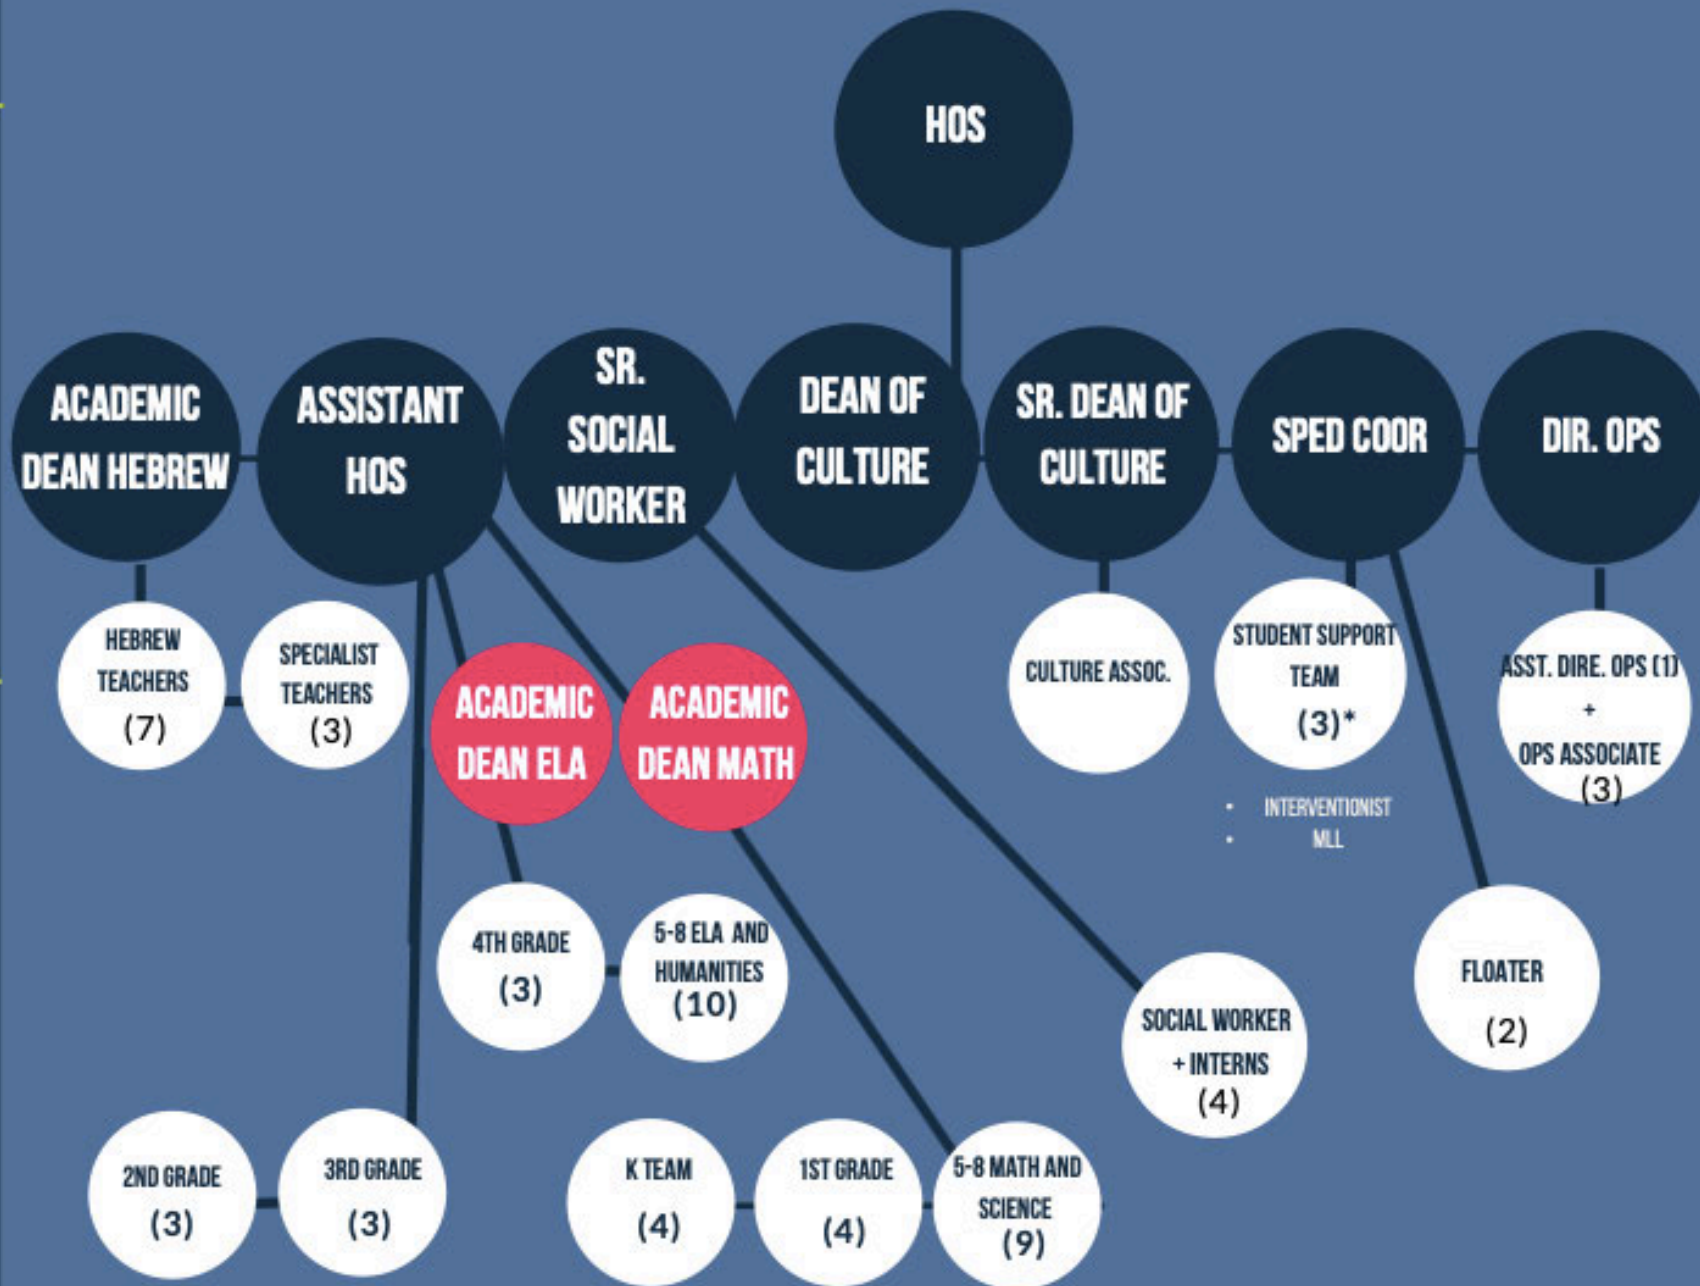 HOS
ACADEMIC
DEAN HEBREW
ASSISTANT
HOS
SR.
SOCIAL
WORKER
DEAN OF
CULTURE
SR. DEAN OF
CULTURE
SPED COOR
DIR. OPS
HEBREW
TEACHERS
(7)
SPECIALIST
TEACHERS
(3)
ACADEMIC
DEAN ELA
ACADEMIC
DEAN MATH
CULTURE ASSOC.
STUDENT SUPPORT
TEAM
(3)*
• INTERVENTIONIST
• MLL
ASST. DIRE. OPS (1)
+
OPS ASSOCIATE
(3)
4TH GRADE
(3)
5-8 ELA AND
HUMANITIES
(10)
SOCIAL WORKER
+ INTERNS
(4)
FLOATER
(2)
2ND GRADE
(3)
3RD GRADE
(3)
K TEAM
(4)
1ST GRADE
(4)
5-8 MATH AND
SCIENCE
(9)